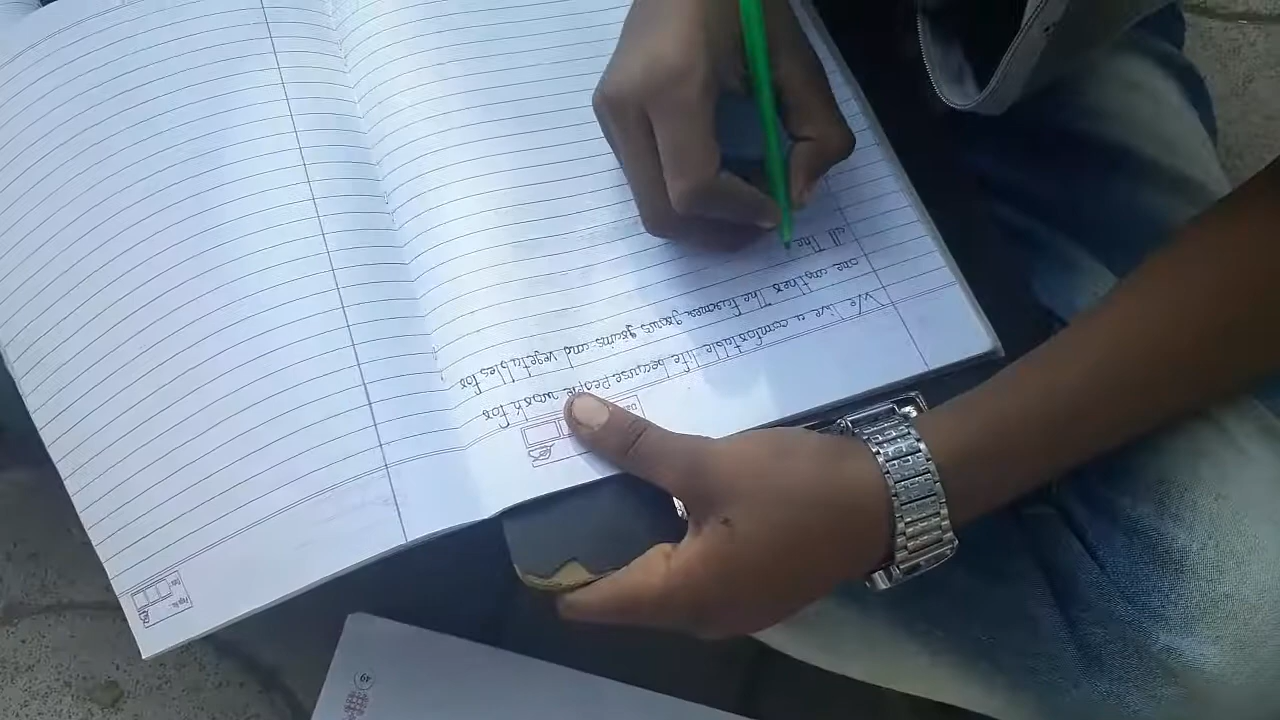 We live a comfortable life because People work for
one another The farmer grows grains and vegetables for
all The